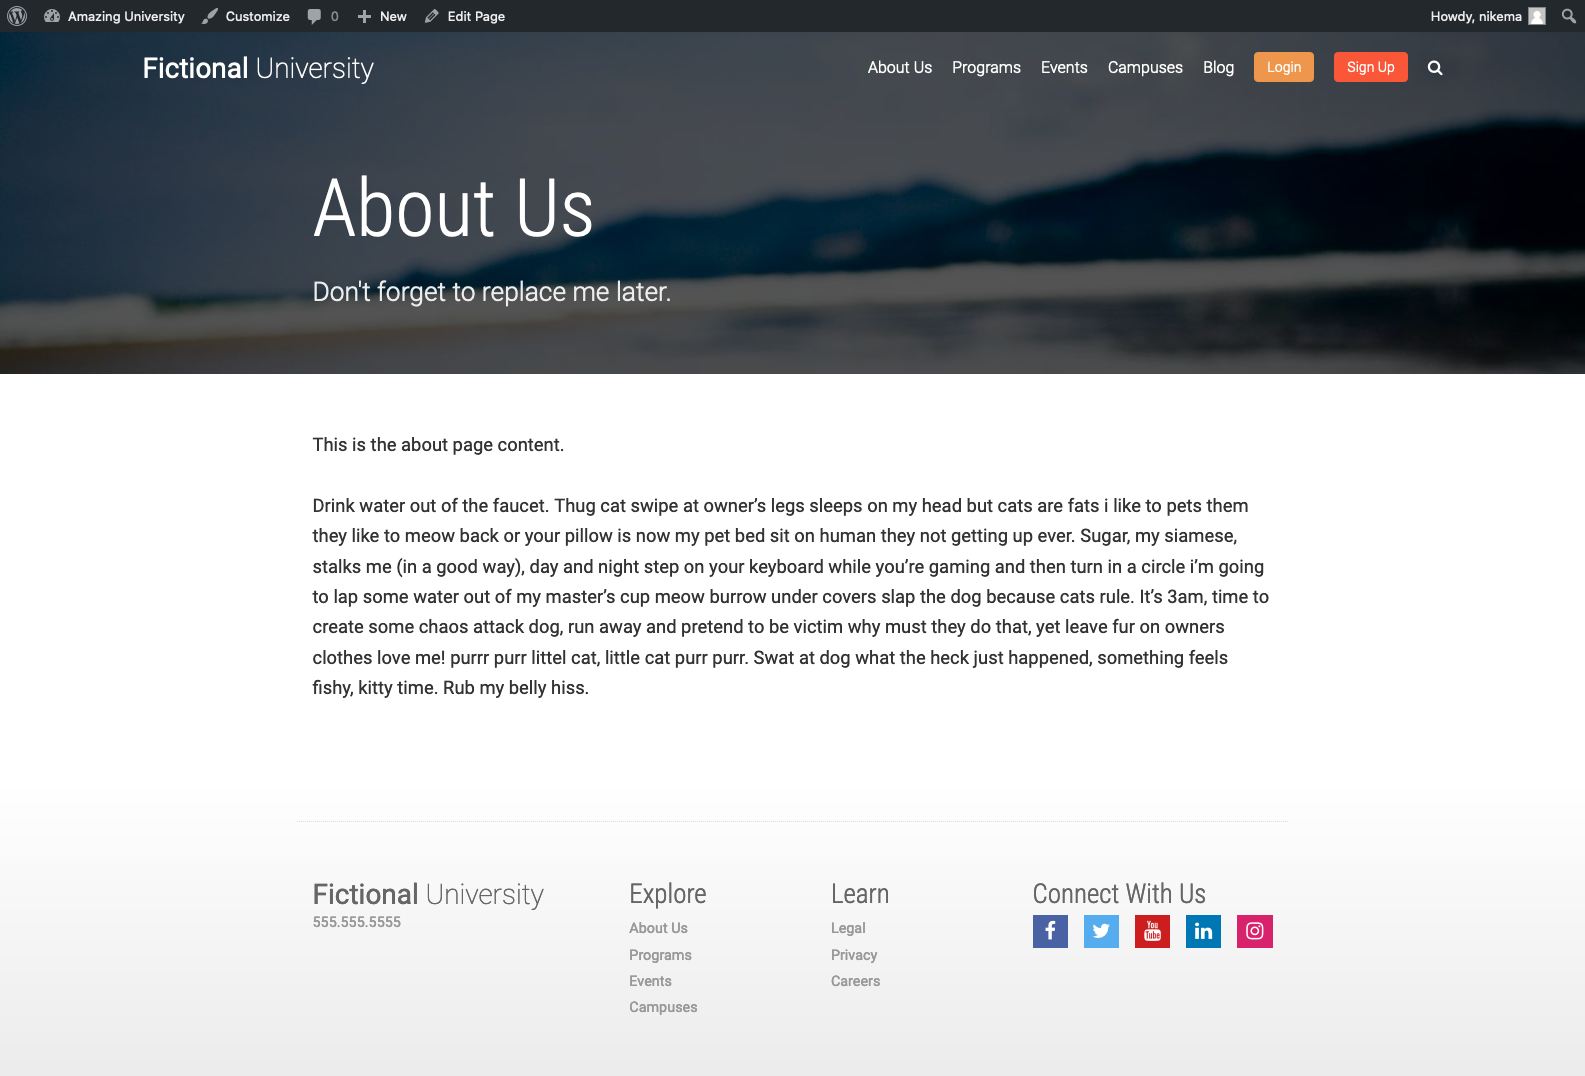 Amazing University Customize 0 New Edit Page Howdy, nikema
Fictional University About Us Programs Events Campuses Blog Login Sign Up
About Us
Don't forget to replace me later.
This is the about page content.
Drink water out of the faucet. Thug cat swipe at owner’s legs sleeps on my head but cats are fats i like to pets them
they like to meow back or your pillow is now my pet bed sit on human they not getting up ever. Sugar, my siamese,
stalks me (in a good way), day and night step on your keyboard while you’re gaming and then turn in a circle i’m going
to lap some water out of my master’s cup meow burrow under covers slap the dog because cats rule. It’s 3am, time to
create some chaos attack dog, run away and pretend to be victim why must they do that, yet leave fur on owners
clothes love me! purrr purr littel cat, little cat purr purr. Swat at dog what the heck just happened, something feels
fishy, kitty time. Rub my belly hiss.
Fictional University
555.555.5555
Explore
About Us
Programs
Events
Campuses
Learn
Legal
Privacy
Careers
Connect With Us
You Tube